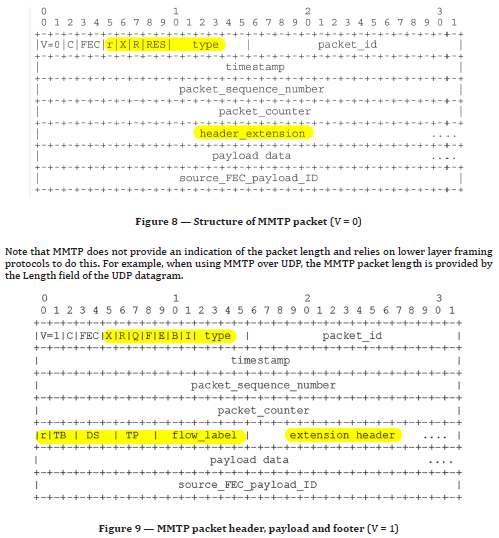 0 1 2 3
0 1 2 3 4 5 6 7 8 9 0 1 2 3 4 5 6 7 8 9 0 1 2 3 4 5 6 7 8 9 0 1
+-+-+-+-+-+-+-+-+-+-+-+-+-+-+-+-+-+-+-+-+-+-+-+-+-+-+-+-+-+-+-+-+
|V=0|C|FEC|r|X|R|RES| type | packet_id |
+-+-+-+-+-+-+-+-+-+-+-+-+-+-+-+-+-+-+-+-+-+-+-+-+-+-+-+-+-+-+-+-+
| timestamp |
+-+-+-+-+-+-+-+-+-+-+-+-+-+-+-+-+-+-+-+-+-+-+-+-+-+-+-+-+-+-+-+-+
| packet_sequence_number |
+-+-+-+-+-+-+-+-+-+-+-+-+-+-+-+-+-+-+-+-+-+-+-+-+-+-+-+-+-+-+-+-+
| packet_counter |
+-+-+-+-+-+-+-+-+-+-+-+-+-+-+-+-+-+-+-+-+-+-+-+-+-+-+-+-+-+-+-+-+
| header_extension ....
+-+-+-+-+-+-+-+-+-+-+-+-+-+-+-+-+-+-+-+-+-+-+-+-+-+-+-+-+-+-+-+-+
| payload data ....
+-+-+-+-+-+-+-+-+-+-+-+-+-+-+-+-+-+-+-+-+-+-+-+-+-+-+-+-+-+-+-+-+
| source_FEC_payload_ID |
+-+-+-+-+-+-+-+-+-+-+-+-+-+-+-+-+-+-+-+-+-+-+-+-+-+-+-+-+-+-+-+-+
Figure 8 — Structure of MMTP packet (V = 0)
Note that MMTP does not provide an indication of the packet length and relies on lower layer framing
protocols to do this. For example, when using MMTP over UDP, the MMTP packet length is provided by
the Length field of the UDP datagram.
0 1 2 3
0 1 2 3 4 5 6 7 8 9 0 1 2 3 4 5 6 7 8 9 0 1 2 3 4 5 6 7 8 9 0 1
+-+-+-+-+-+-+-+-+-+-+-+-+-+-+-+-+-+-+-+-+-+-+-+-+-+-+-+-+-+-+-+-+
|V=1|C|FEC|X|R|Q|F|E|B|I| type | packet_id |
+-+-+-+-+-+-+-+-+-+-+-+-+-+-+-+-+-+-+-+-+-+-+-+-+-+-+-+-+-+-+-+-+
| timestamp |
+-+-+-+-+-+-+-+-+-+-+-+-+-+-+-+-+-+-+-+-+-+-+-+-+-+-+-+-+-+-+-+-+
| packet_sequence_number |
+-+-+-+-+-+-+-+-+-+-+-+-+-+-+-+-+-+-+-+-+-+-+-+-+-+-+-+-+-+-+-+-+
| packet_counter |
+-+-+-+-+-+-+-+-+-+-+-+-+-+-+-+-+-+-+-+-+-+-+-+-+-+-+-+-+-+-+-+-+
|r|TB | DS | TP | flow_label | extension header .... |
+-+-+-+-+-+-+-+-+-+-+-+-+-+-+-+-+-+-+-+-+-+-+-+-+-+-+-+-+-+-+-+-+
| payload data .... |
+-+-+-+-+-+-+-+-+-+-+-+-+-+-+-+-+-+-+-+-+-+-+-+-+-+-+-+-+-+-+-+-+
| source_FEC_payload_ID |
+-+-+-+-+-+-+-+-+-+-+-+-+-+-+-+-+-+-+-+-+-+-+-+-+-+-+-+-+-+-+-+-+
Figure 9 — MMTP packet header, payload and footer (V = 1)